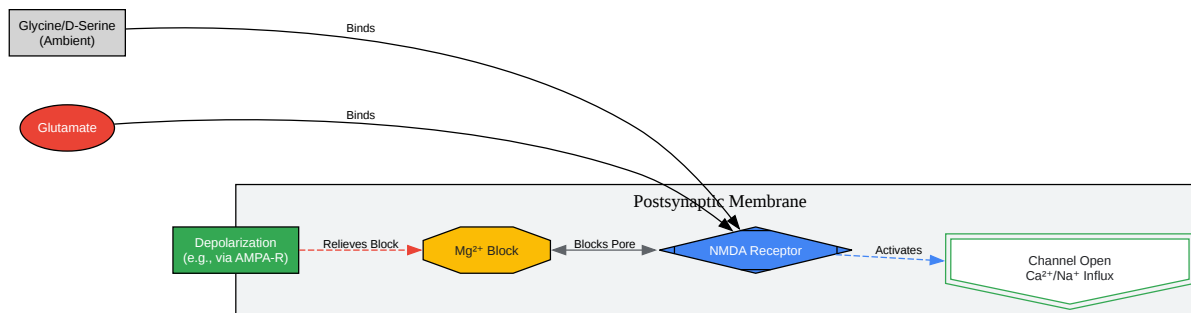 Glycine/D-Serine
(Ambient)
Binds
Glutamate
Binds
Postsynaptic Membrane
Depolarization
(e.g., via AMPA-R)
Relieves Block
Mg²⁺ Block
Blocks Pore
NMDA Receptor
Activates
Channel Open
Ca²⁺/Na⁺ Influx